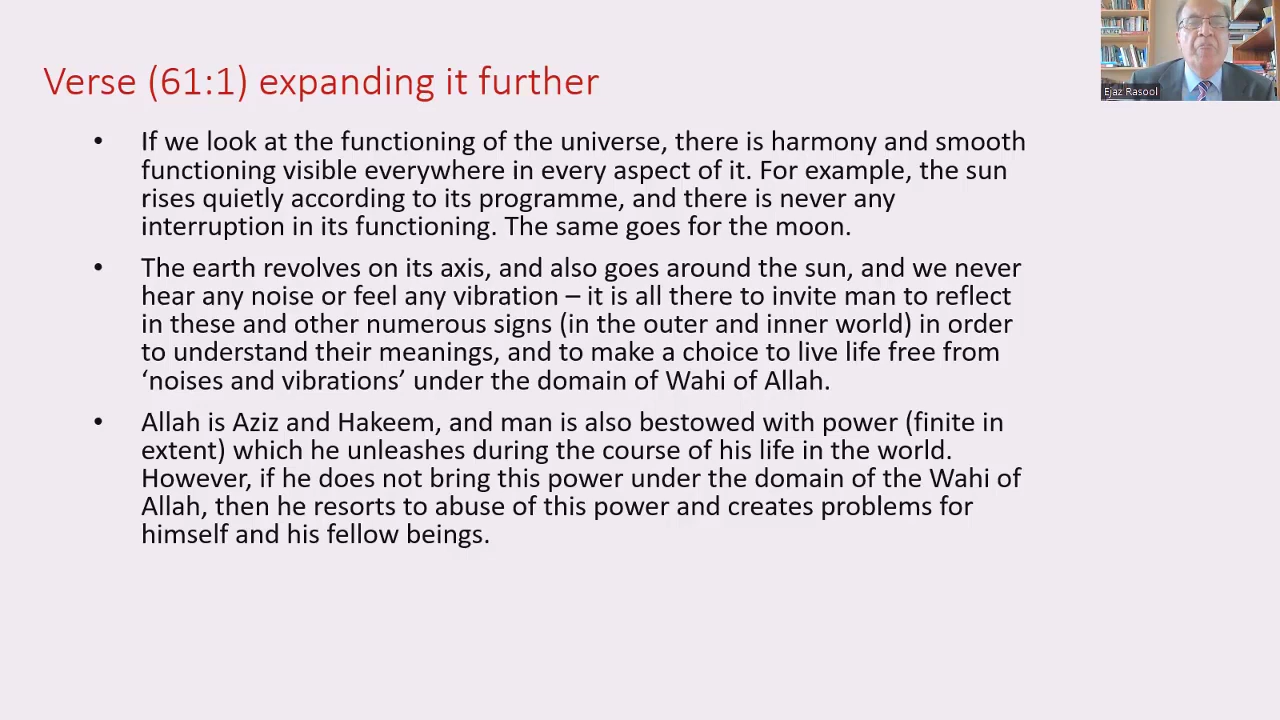 Verse (61:1) expanding it further
Ejaz Rasool
• If we look at the functioning of the universe, there is harmony and smooth
functioning visible everywhere in every aspect of it. For example, the sun
rises quietly according to its programme, and there is never any
interruption in its functioning. The same goes for the moon.
• The earth revolves on its axis, and also goes around the sun, and we never
hear any noise or feel any vibration – it is all there to invite man to reflect
in these and other numerous signs (in the outer and inner world) in order
to understand their meanings, and to make a choice to live life free from
‘noises and vibrations’ under the domain of Wahi of Allah.
• Allah is Aziz and Hakeem, and man is also bestowed with power (finite in
extent) which he unleashes during the course of his life in the world.
However, if he does not bring this power under the domain of the Wahi of
Allah, then he resorts to abuse of this power and creates problems for
himself and his fellow beings.